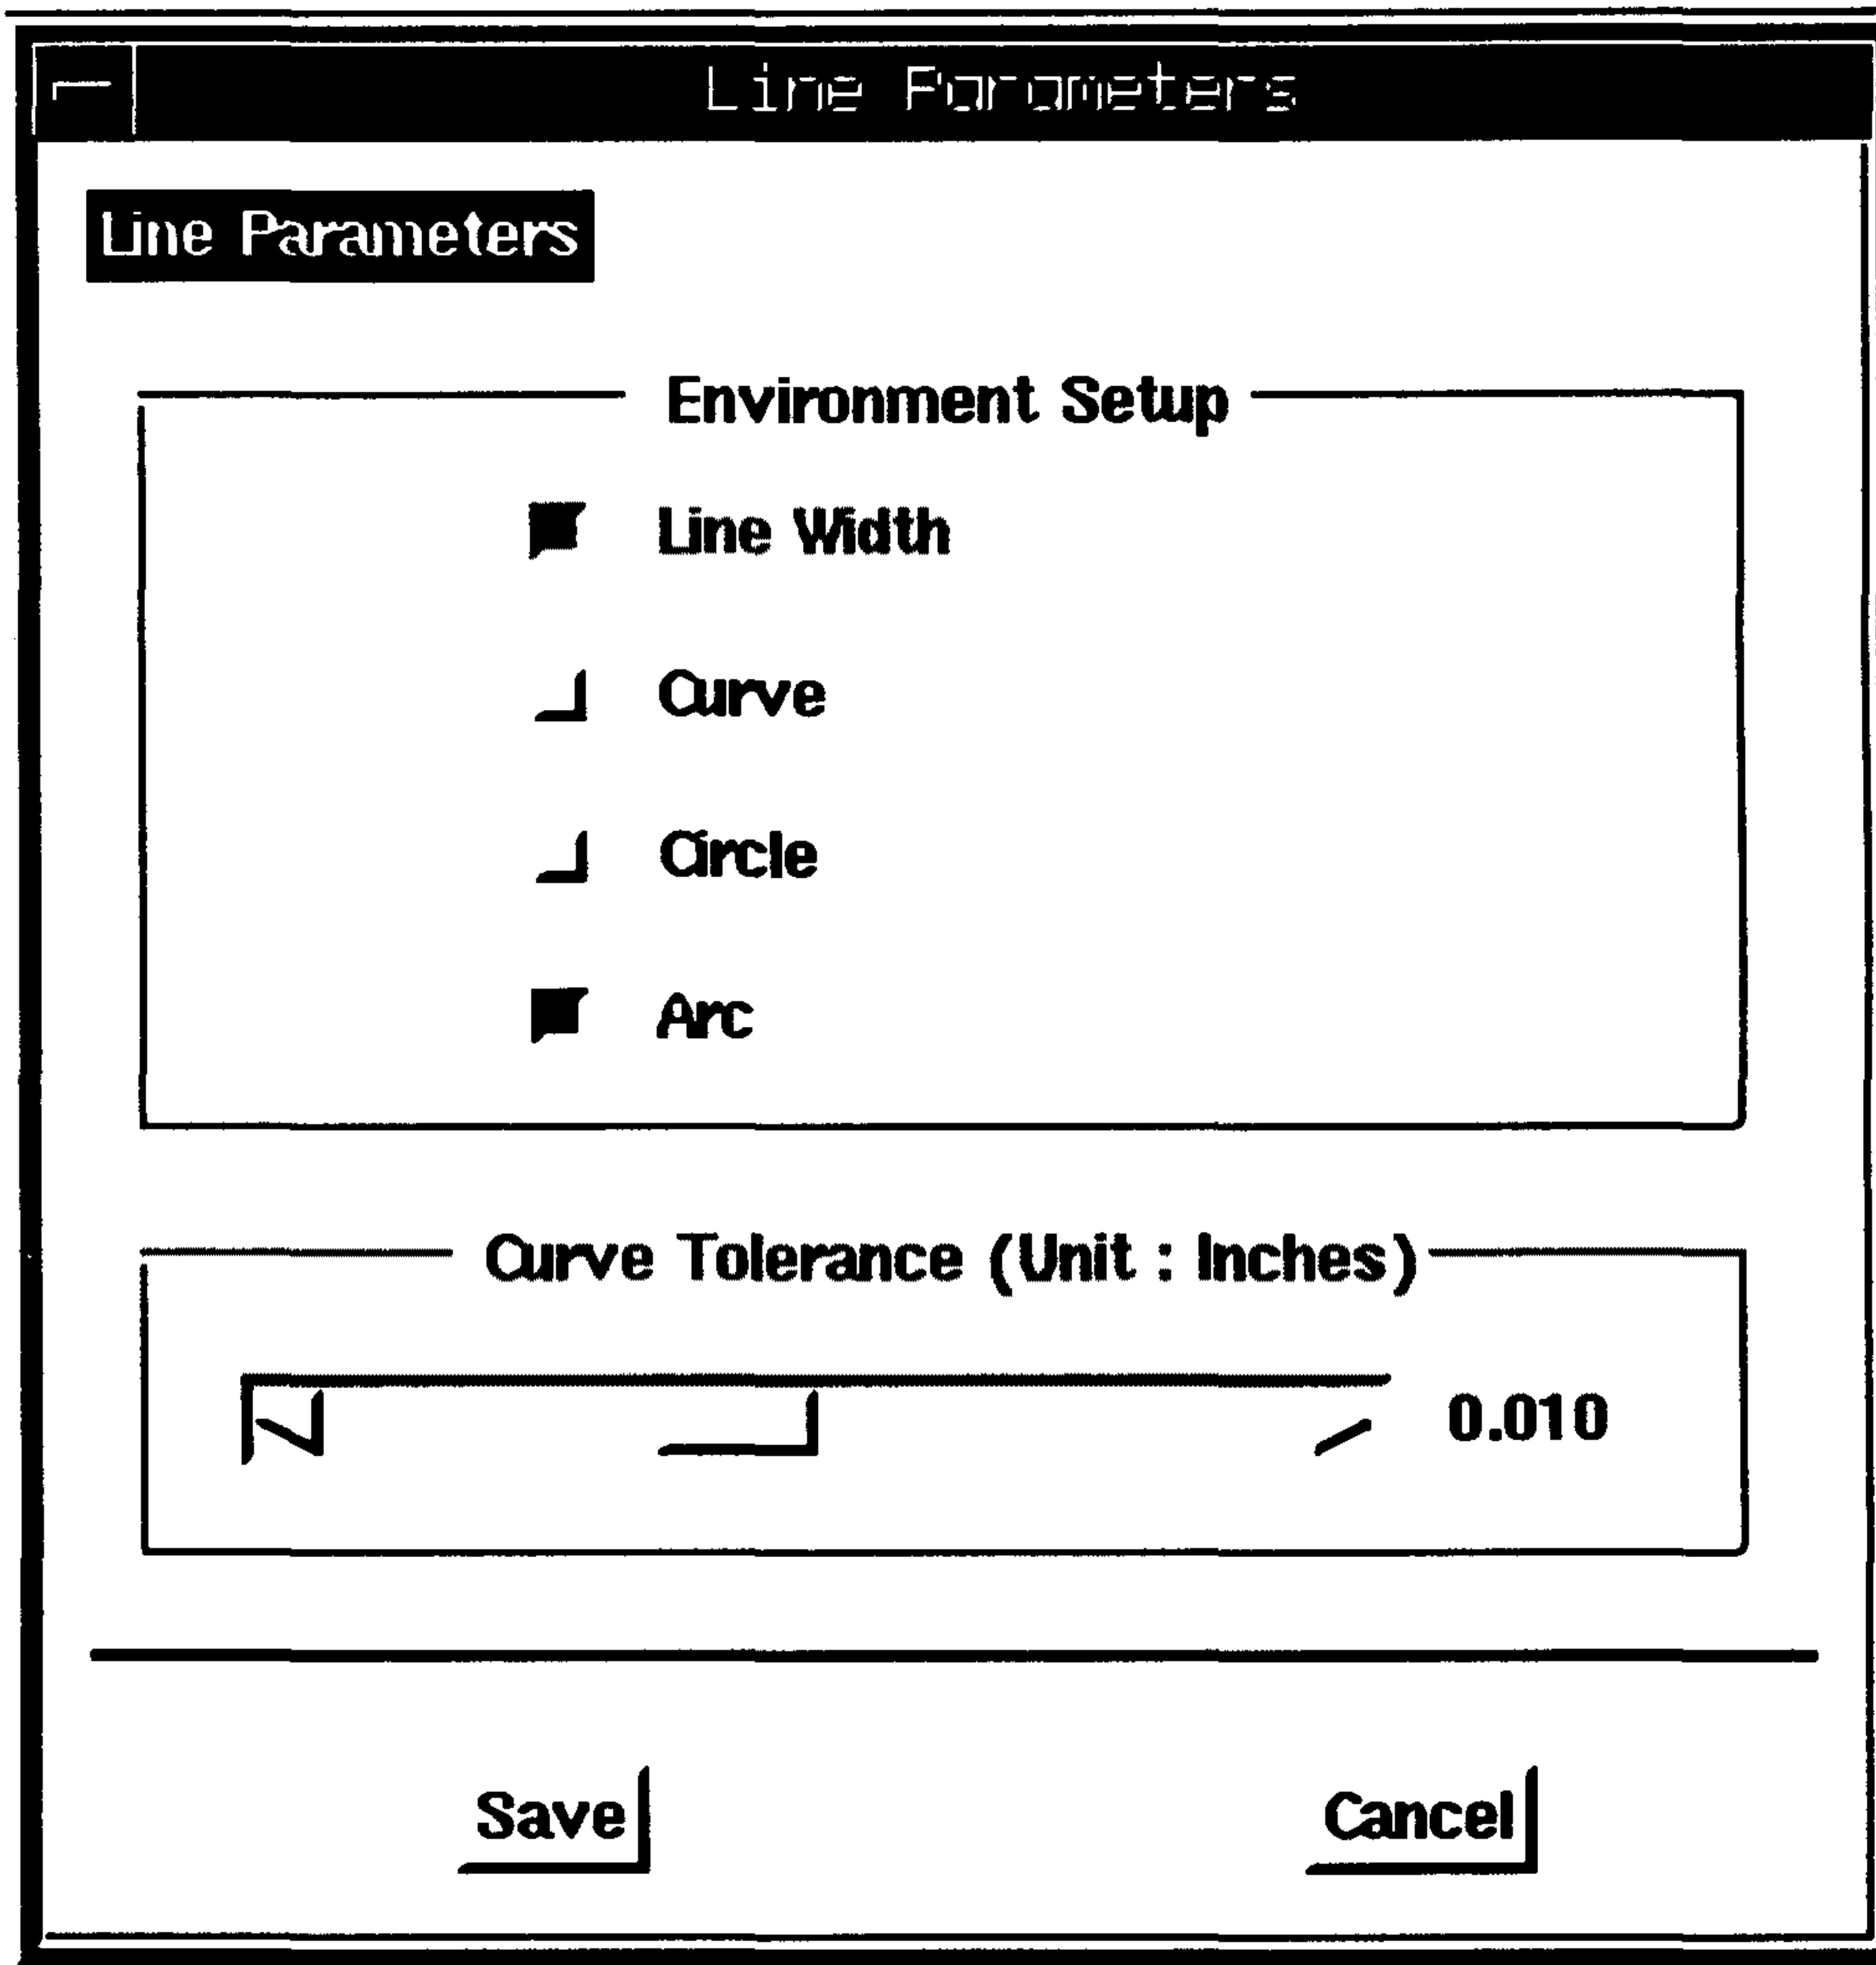 Line Parameters
Line Parameters
Environment Setup
Line Width
Curve
Circle
Arc
Curve Tolerance (Unit : Inches)
0.010
Save
Cancel